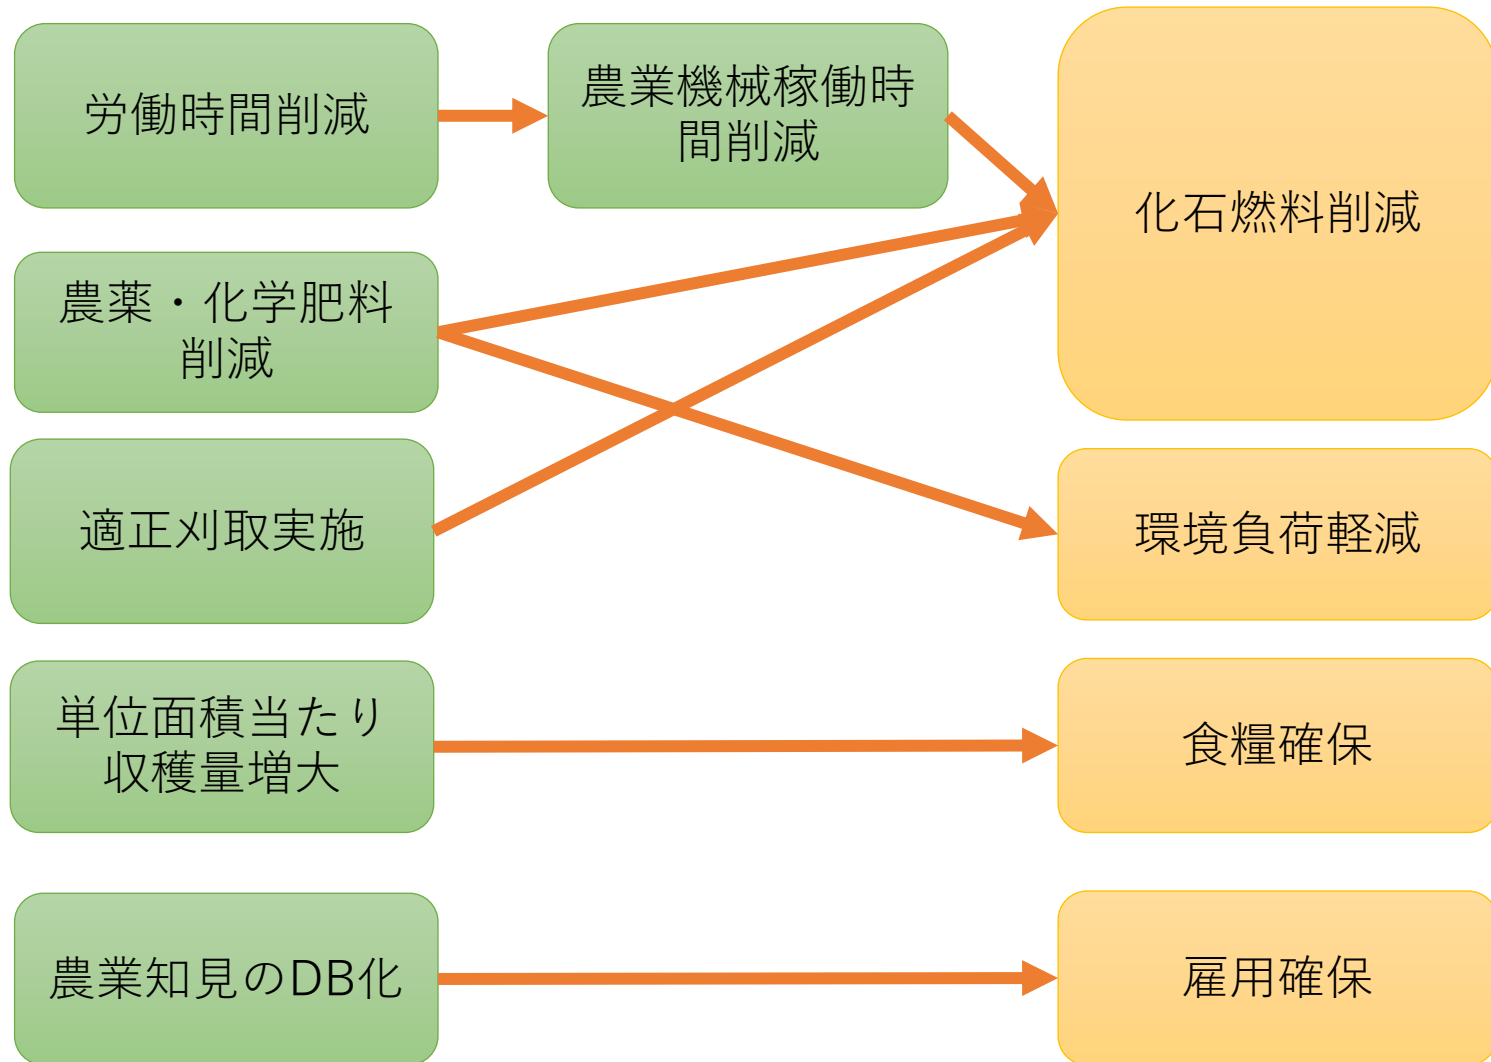 労働時間削減
農業機械稼働時
間削減
化石燃料削減
農薬・化学肥料
削減
適正刈取実施
環境負荷軽減
単位面積当たり
収穫量増大
食糧確保
農業知見のDB化
雇用確保